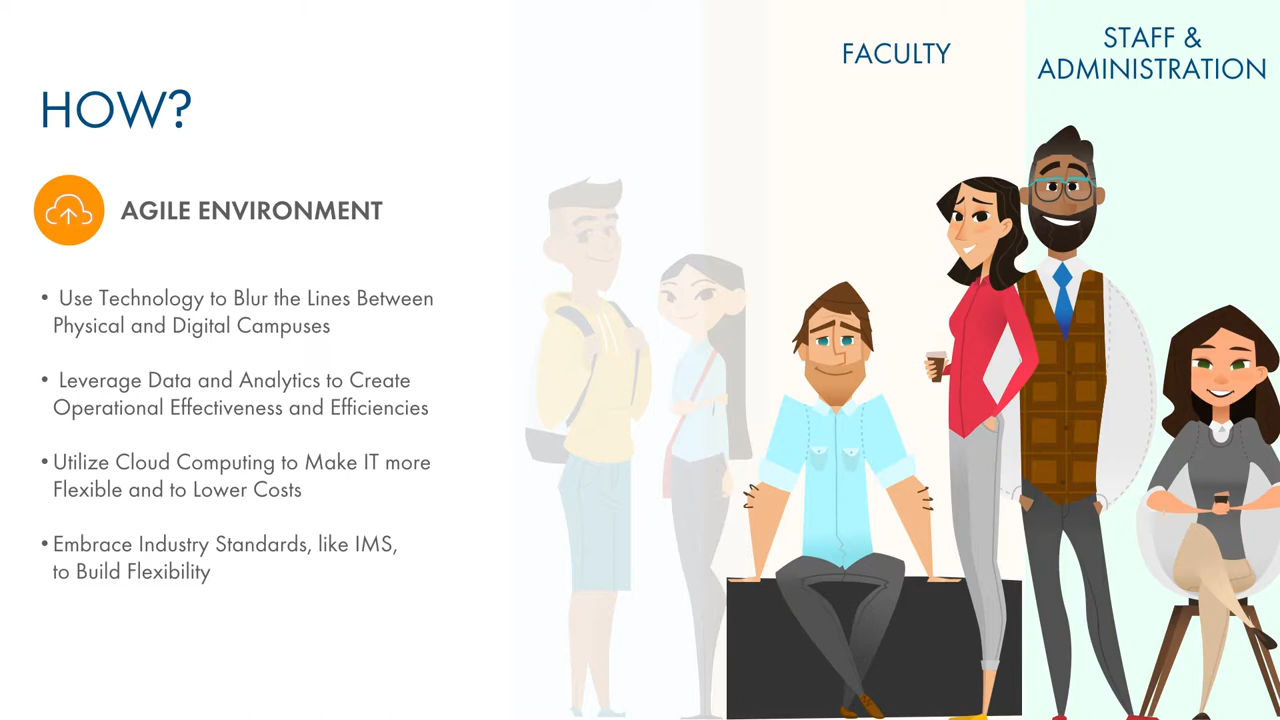 HOW?
AGILE ENVIRONMENT
• Use Technology to Blur the Lines Between
Physical and Digital Campuses
• Leverage Data and Analytics to Create
Operational Effectiveness and Efficiencies
• Utilize Cloud Computing to Make IT more
Flexible and to Lower Costs
• Embrace Industry Standards, like IMS,
to Build Flexibility
FACULTY
STAFF &
ADMINISTRATION